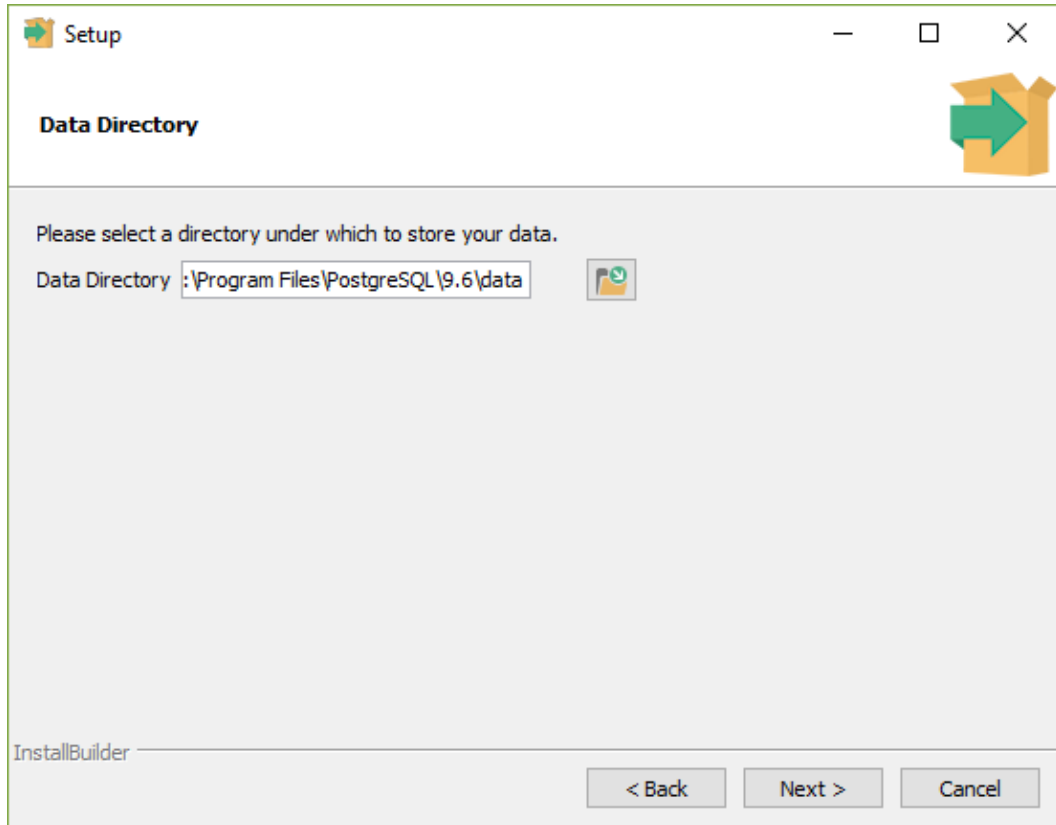 Setup
Data Directory
Please select a directory under which to store your data.
Data Directory :\Program Files\PostgreSQL\9.6\data
InstallBuilder
< Back Next > Cancel